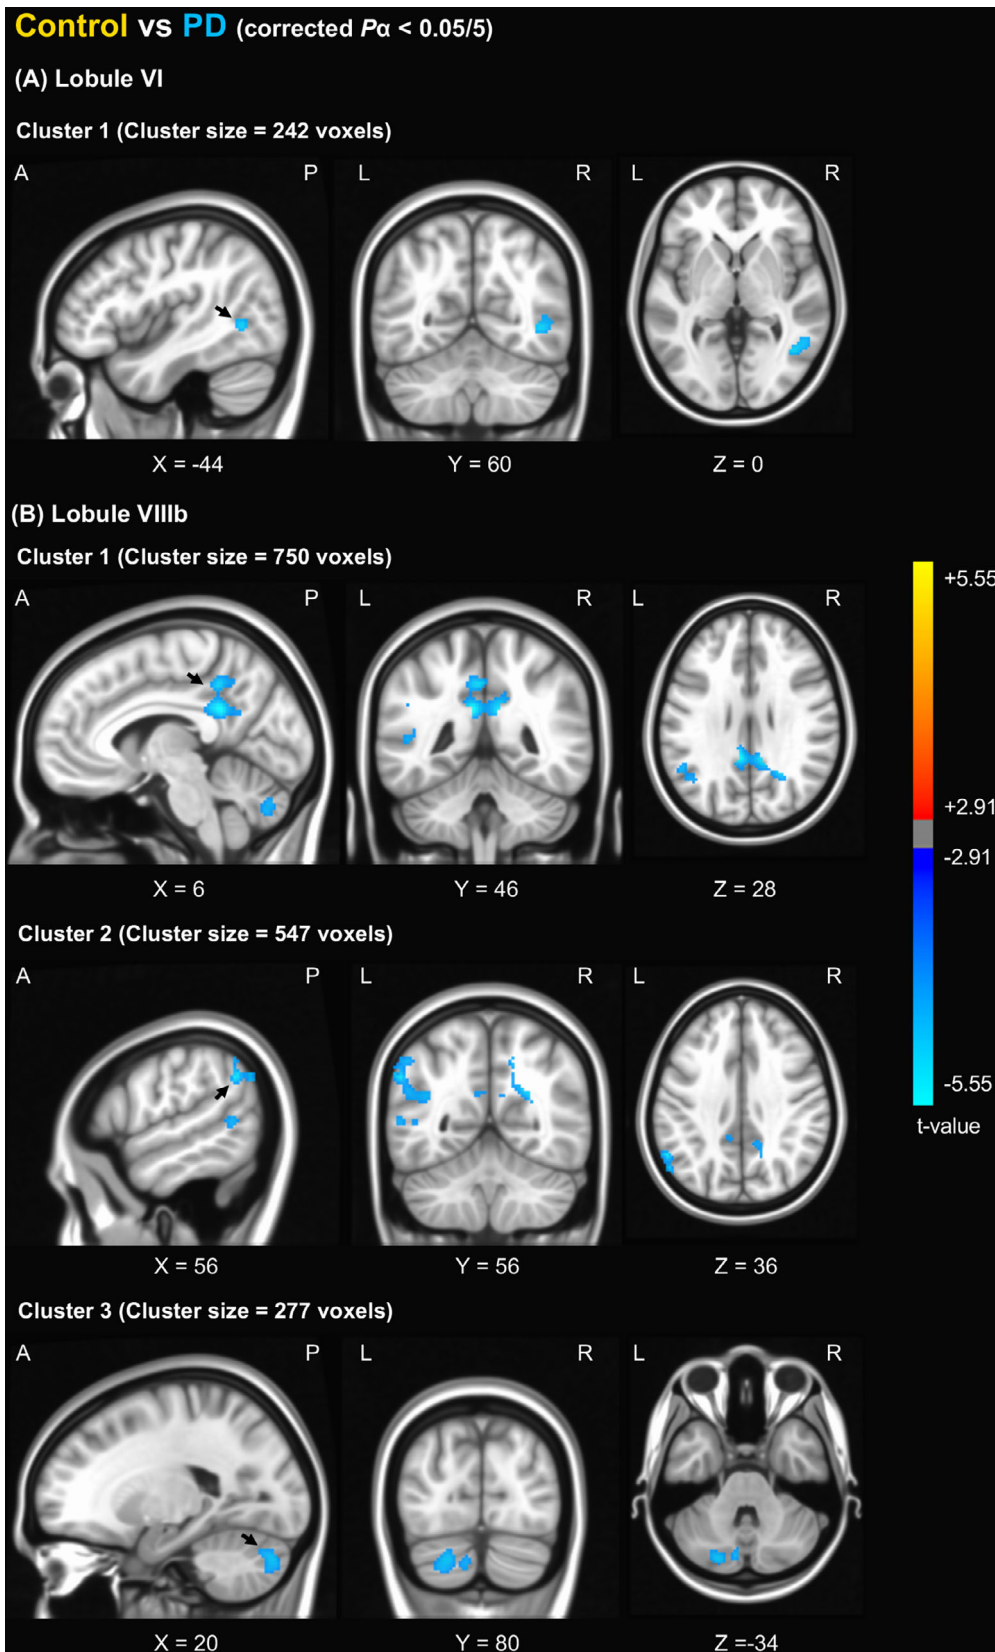 Control vs PD (corrected Pα < 0.05/5)
(A) Lobule VI
Cluster 1 (Cluster size = 242 voxels)
A P L R L R
X = -44 Y = 60 Z = 0
(B) Lobule VIIIb
Cluster 1 (Cluster size = 750 voxels)
A P L R L R
X = 6 Y = 46 Z = 28
+5.55
+2.91
-2.91
-5.55
t-value
Cluster 2 (Cluster size = 547 voxels)
A P L R L R
X = 56 Y = 56 Z = 36
Cluster 3 (Cluster size = 277 voxels)
A P L R L R
X = 20 Y = 80 Z =-34